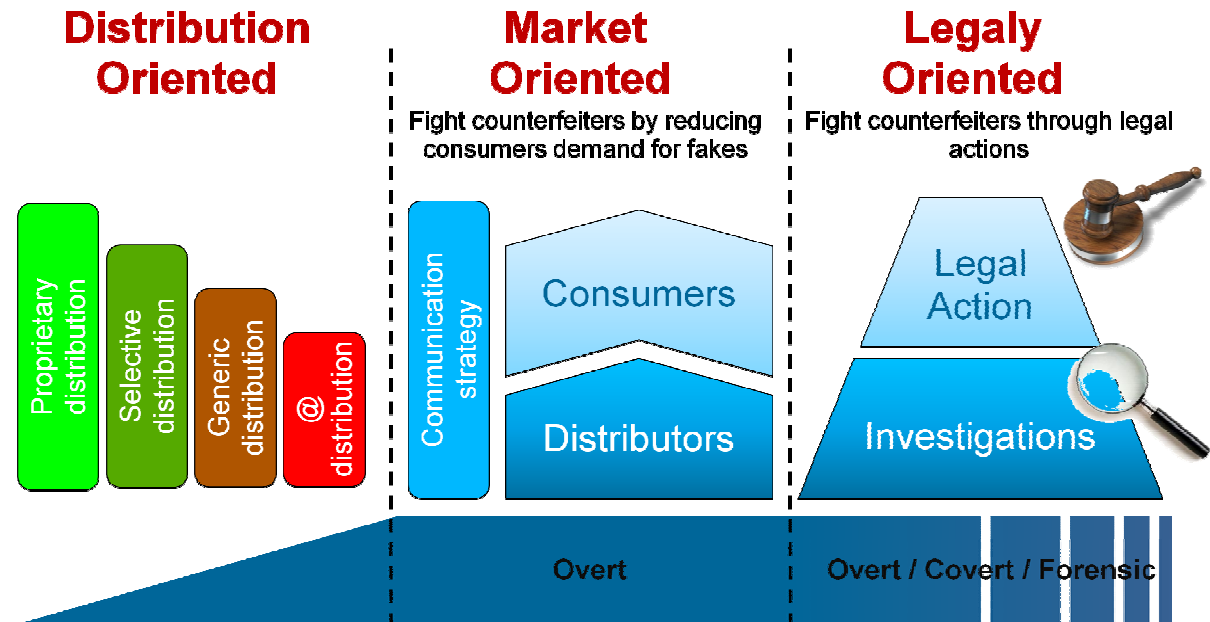 Distribution
Oriented
Market
Oriented
Fight counterfeiters by reducing
consumers demand for fakes
Legaly
Oriented
Fight counterfeiters through legal
actions
Proprietary
distribution
Selective
distribution
Generic
distribution
@
distribution
Communication
strategy
Consumers
Distributors
Legal
Action
Investigations
Overt
Overt / Covert / Forensic